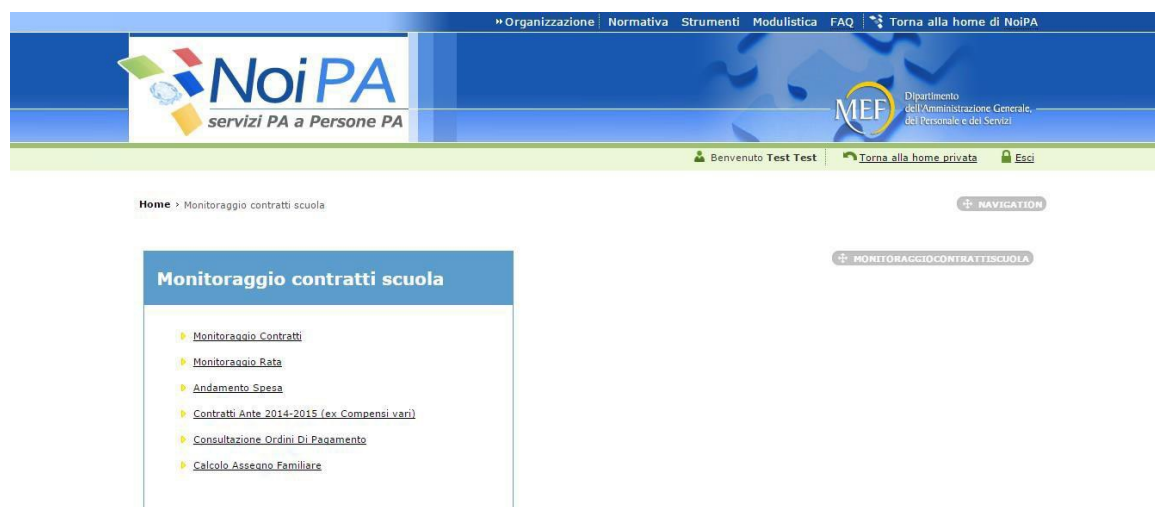 Organizzazione Normativa Strumenti Modulistica FAQ Torna alla home di NoiPA
NoiPA
servizi PA a Persone PA
MEF
Dipartimento
dell'Amministrazione Generale,
del Personale e dei Servizi
Benvenuto Test Test Torna alla home privata Esci
Home › Monitoraggio contratti scuola
NAVIGATION
MONITORAGGIOCONTRATTISCUOLA
Monitoraggio contratti scuola
Monitoraggio Contratti
Monitoraggio Rata
Andamento Spesa
Contratti Ante 2014-2015 (ex Compensi vari)
Consultazione Ordini Di Pagamento
Calcolo Assegno Familiare